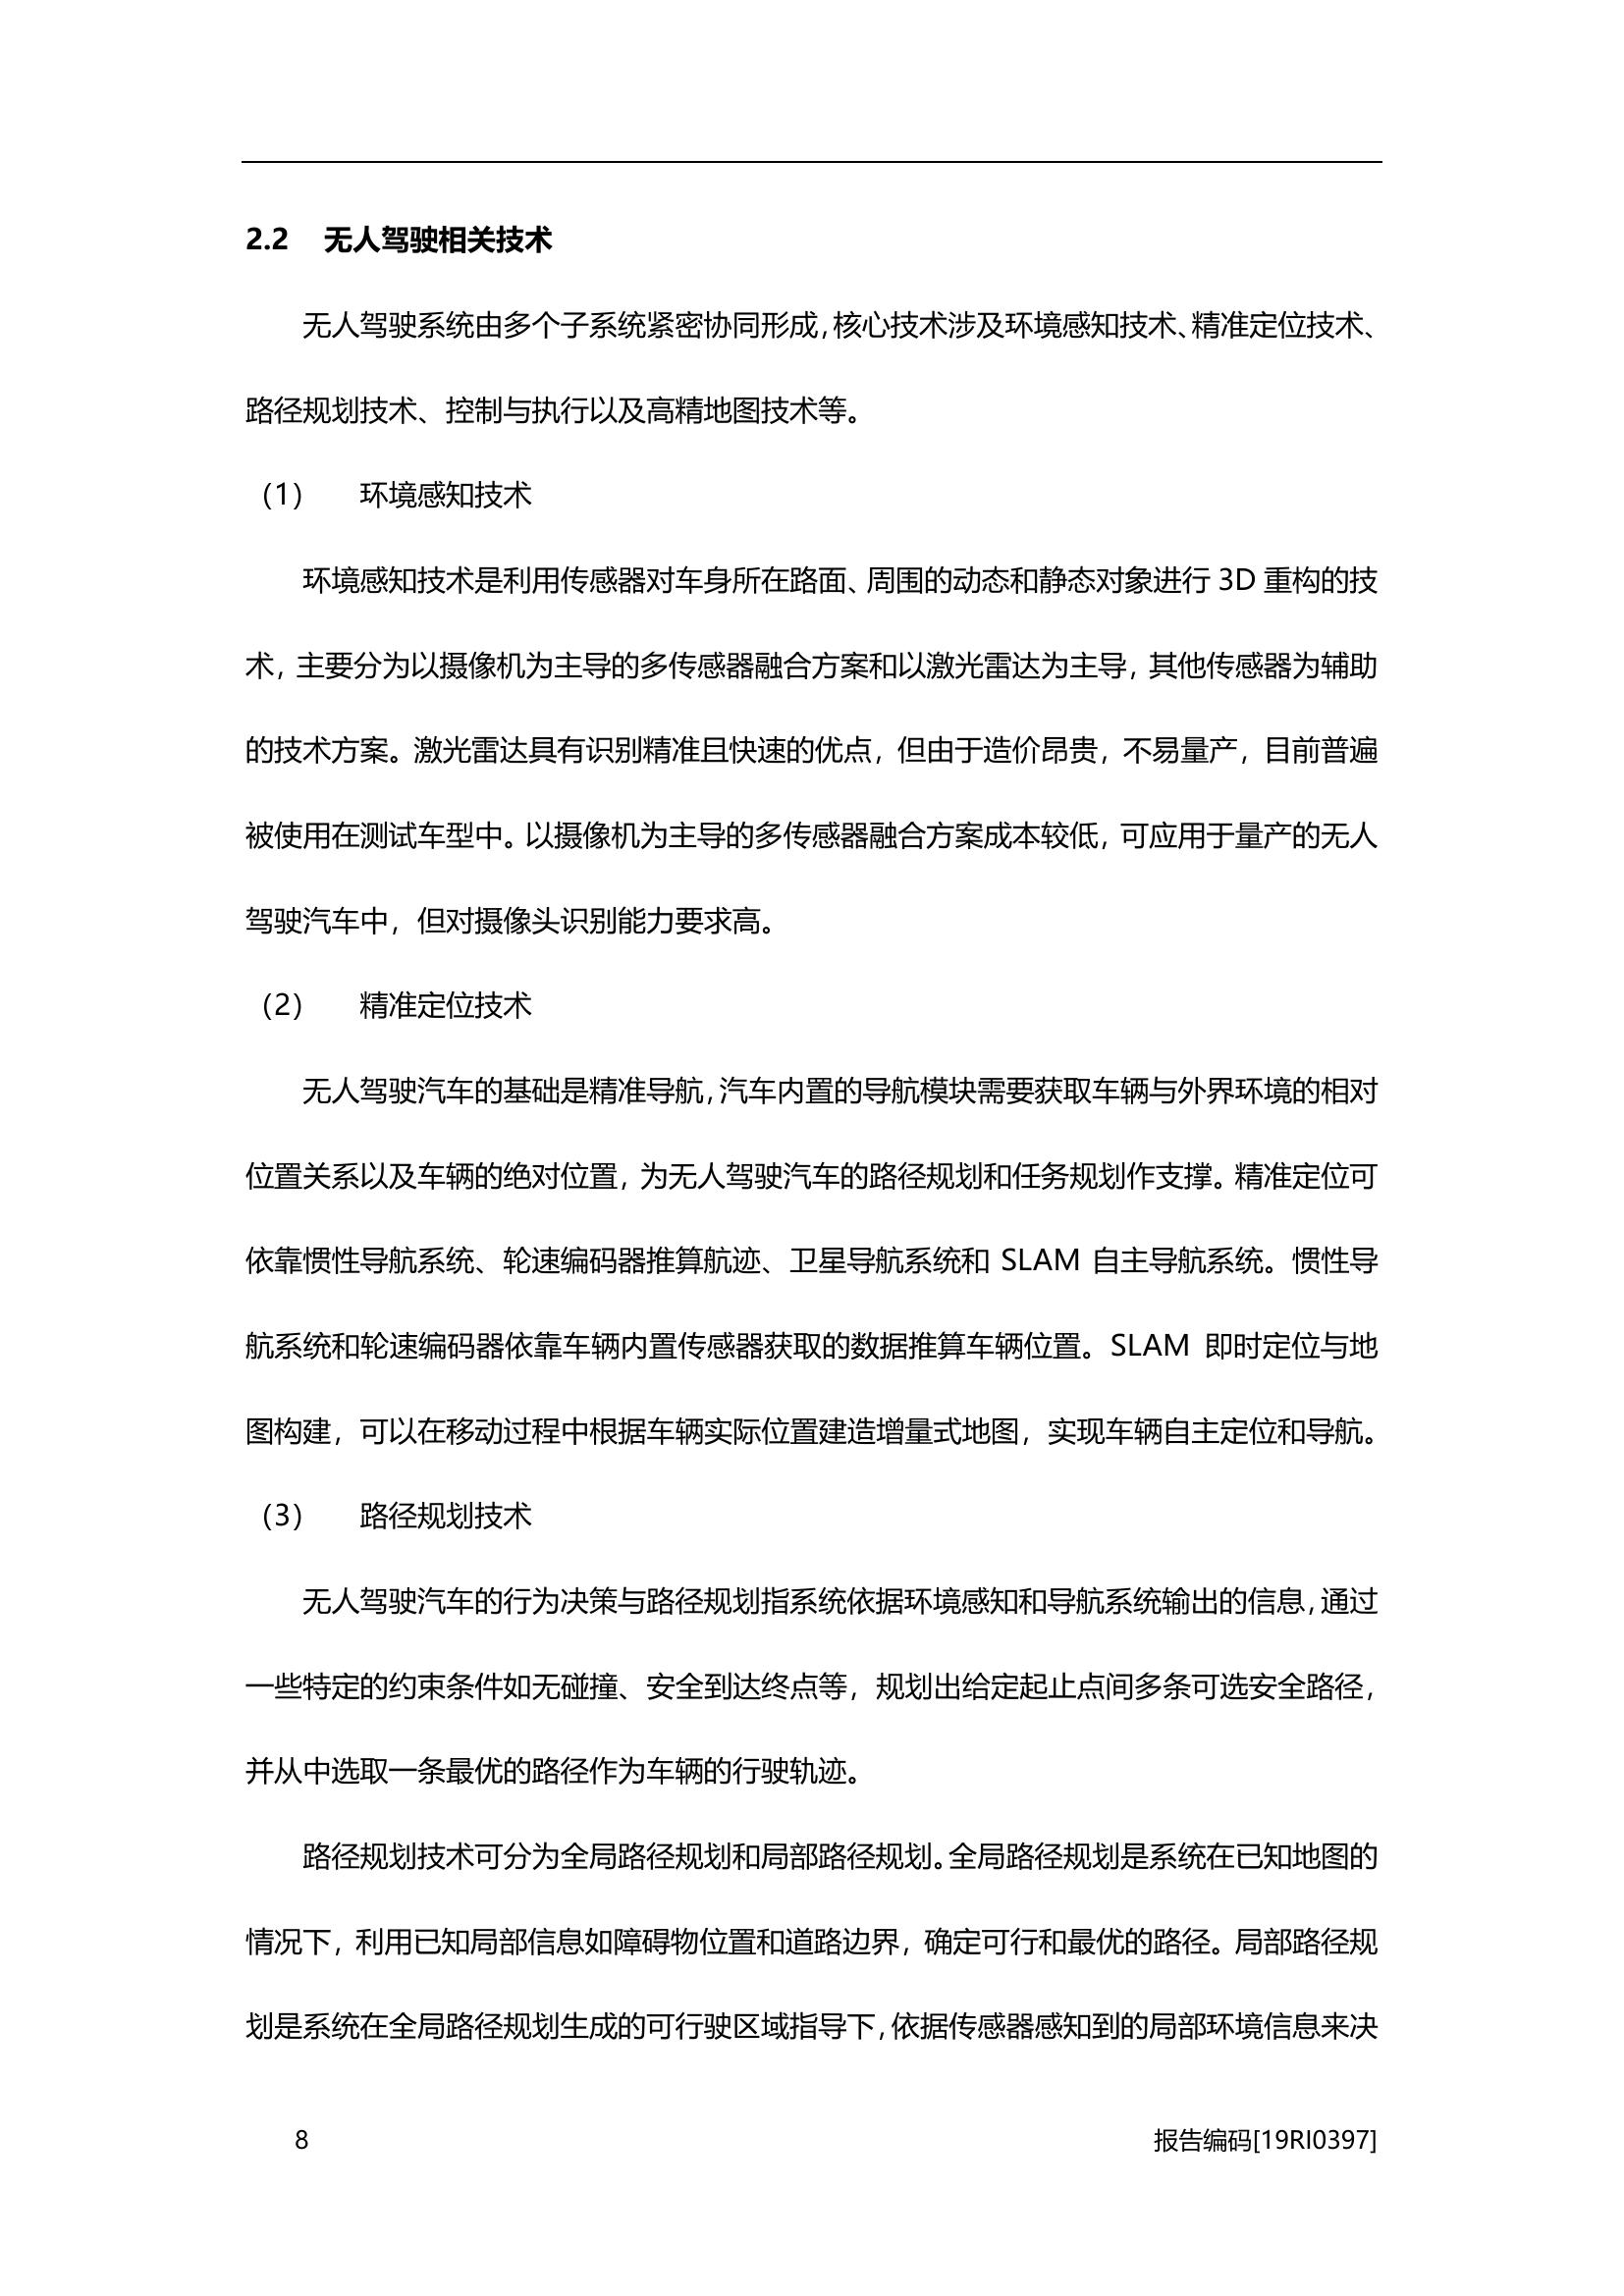 2.2 无人驾驶相关技术
无人驾驶系统由多个子系统紧密协同形成，核心技术涉及环境感知技术、精准定位技术、
路径规划技术、控制与执行以及高精地图技术等。
（1） 环境感知技术
环境感知技术是利用传感器对车身所在路面、周围的动态和静态对象进行 3D 重构的技
术，主要分为以摄像机为主导的多传感器融合方案和以激光雷达为主导，其他传感器为辅助
的技术方案。激光雷达具有识别精准且快速的优点，但由于造价昂贵，不易量产，目前普遍
被使用在测试车型中。以摄像机为主导的多传感器融合方案成本较低，可应用于量产的无人
驾驶汽车中，但对摄像头识别能力要求高。
（2） 精准定位技术
无人驾驶汽车的基础是精准导航，汽车内置的导航模块需要获取车辆与外界环境的相对
位置关系以及车辆的绝对位置，为无人驾驶汽车的路径规划和任务规划作支撑。精准定位可
依靠惯性导航系统、轮速编码器推算航迹、卫星导航系统和 SLAM 自主导航系统。惯性导
航系统和轮速编码器依靠车辆内置传感器获取的数据推算车辆位置。SLAM 即时定位与地
图构建，可以在移动过程中根据车辆实际位置建造增量式地图，实现车辆自主定位和导航。
（3） 路径规划技术
无人驾驶汽车的行为决策与路径规划指系统依据环境感知和导航系统输出的信息，通过
一些特定的约束条件如无碰撞、安全到达终点等，规划出给定起止点间多条可选安全路径，
并从中选取一条最优的路径作为车辆的行驶轨迹。
路径规划技术可分为全局路径规划和局部路径规划。全局路径规划是系统在已知地图的
情况下，利用已知局部信息如障碍物位置和道路边界，确定可行和最优的路径。局部路径规
划是系统在全局路径规划生成的可行驶区域指导下，依据传感器感知到的局部环境信息来决
8 报告编码[19RI0397]